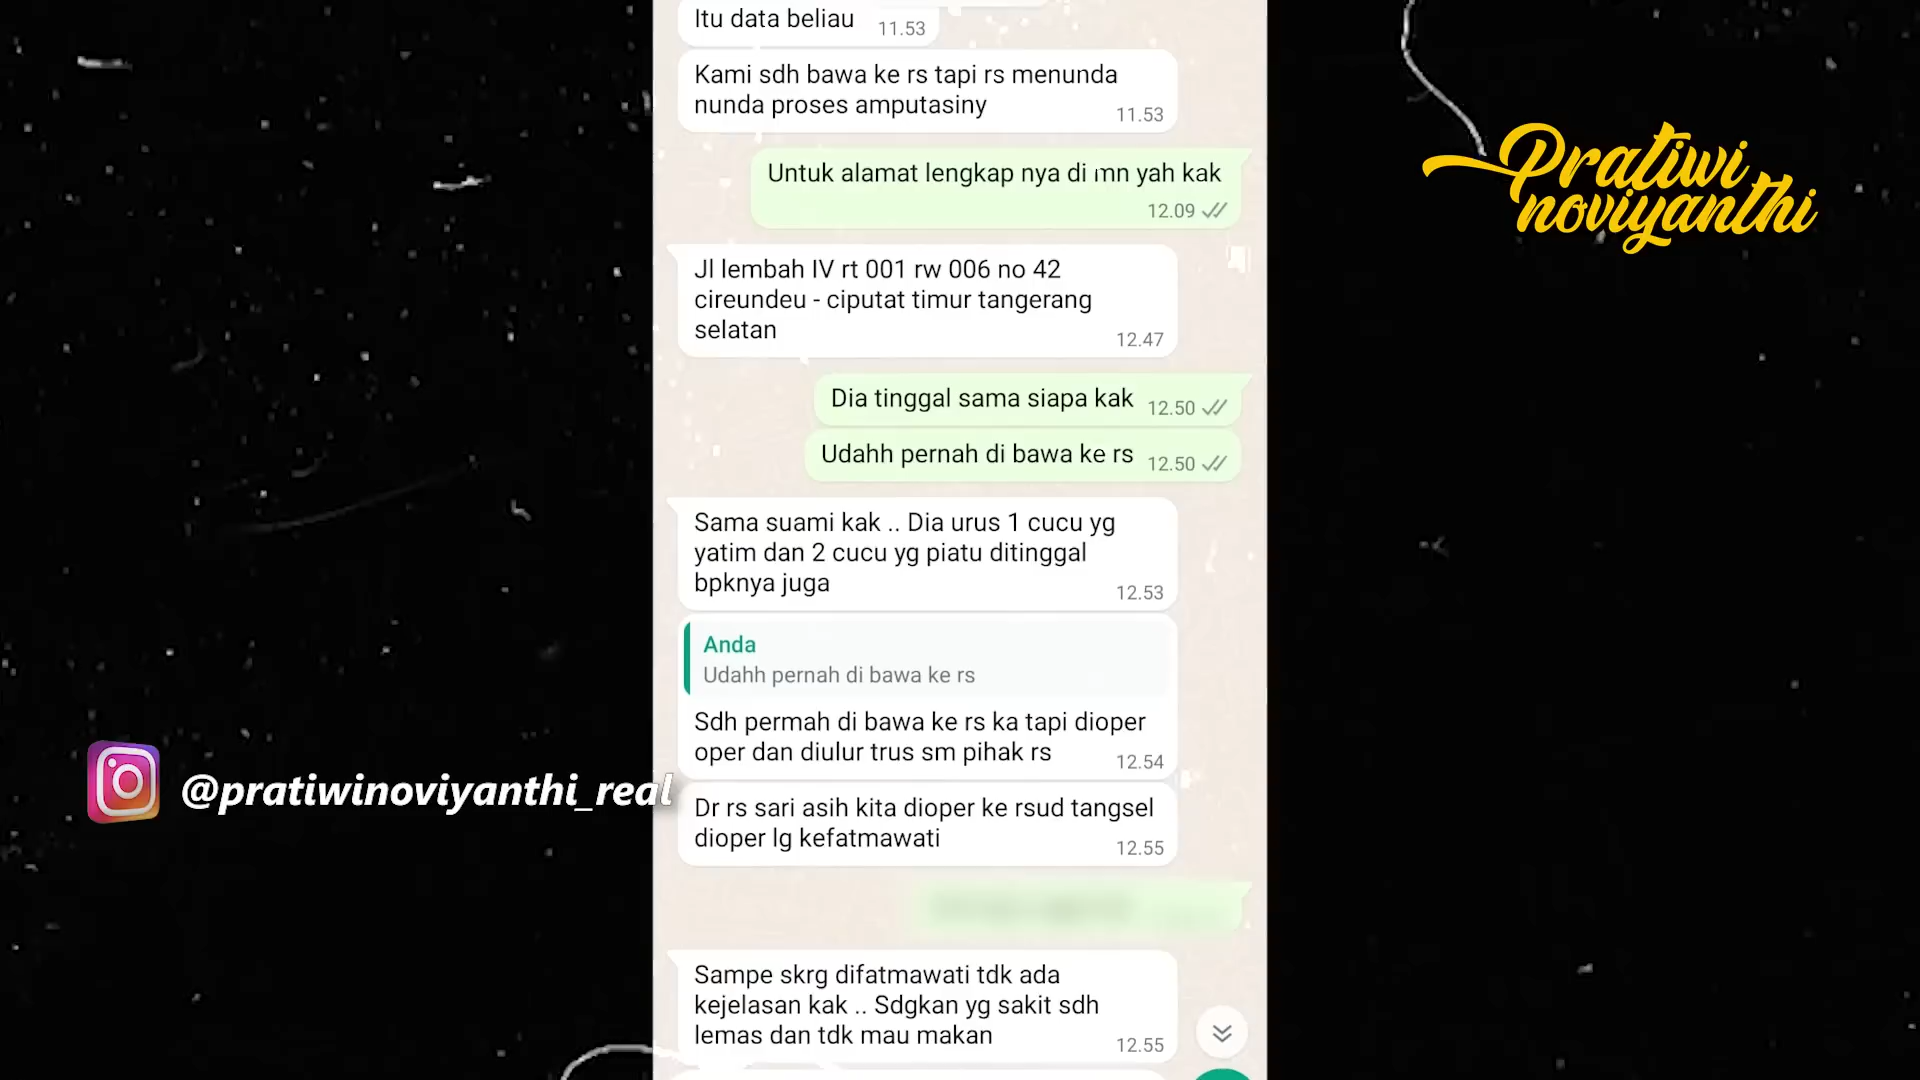 Itu data beliau 11.53
Kami sdh bawa ke rs tapi rs menunda
nunda proses amputasiny 11.53
Untuk alamat lengkap nya di mn yah kak
12.09
Jl lembah IV rt 001 rw 006 no 42
cireundeu - ciputat timur tangerang
selatan 12.47
Dia tinggal sama siapa kak 12.50
Udahh pernah di bawa ke rs 12.50
Sama suami kak .. Dia urus 1 cucu yg
yatim dan 2 cucu yg piatu ditinggal
bpknya juga 12.53
Anda
Udahh pernah di bawa ke rs
Sdh permah di bawa ke rs ka tapi dioper
oper dan diulur trus sm pihak rs 12.54
Dr rs sari asih kita dioper ke rsud tangsel
dioper lg kefatmawati 12.55
Sampe skrg difatmawati tdk ada
kejelasan kak .. Sdgkan yg sakit sdh
lemas dan tdk mau makan 12.55
Pratiwi
noviyanthi
@pratiwinoviyanthi_real